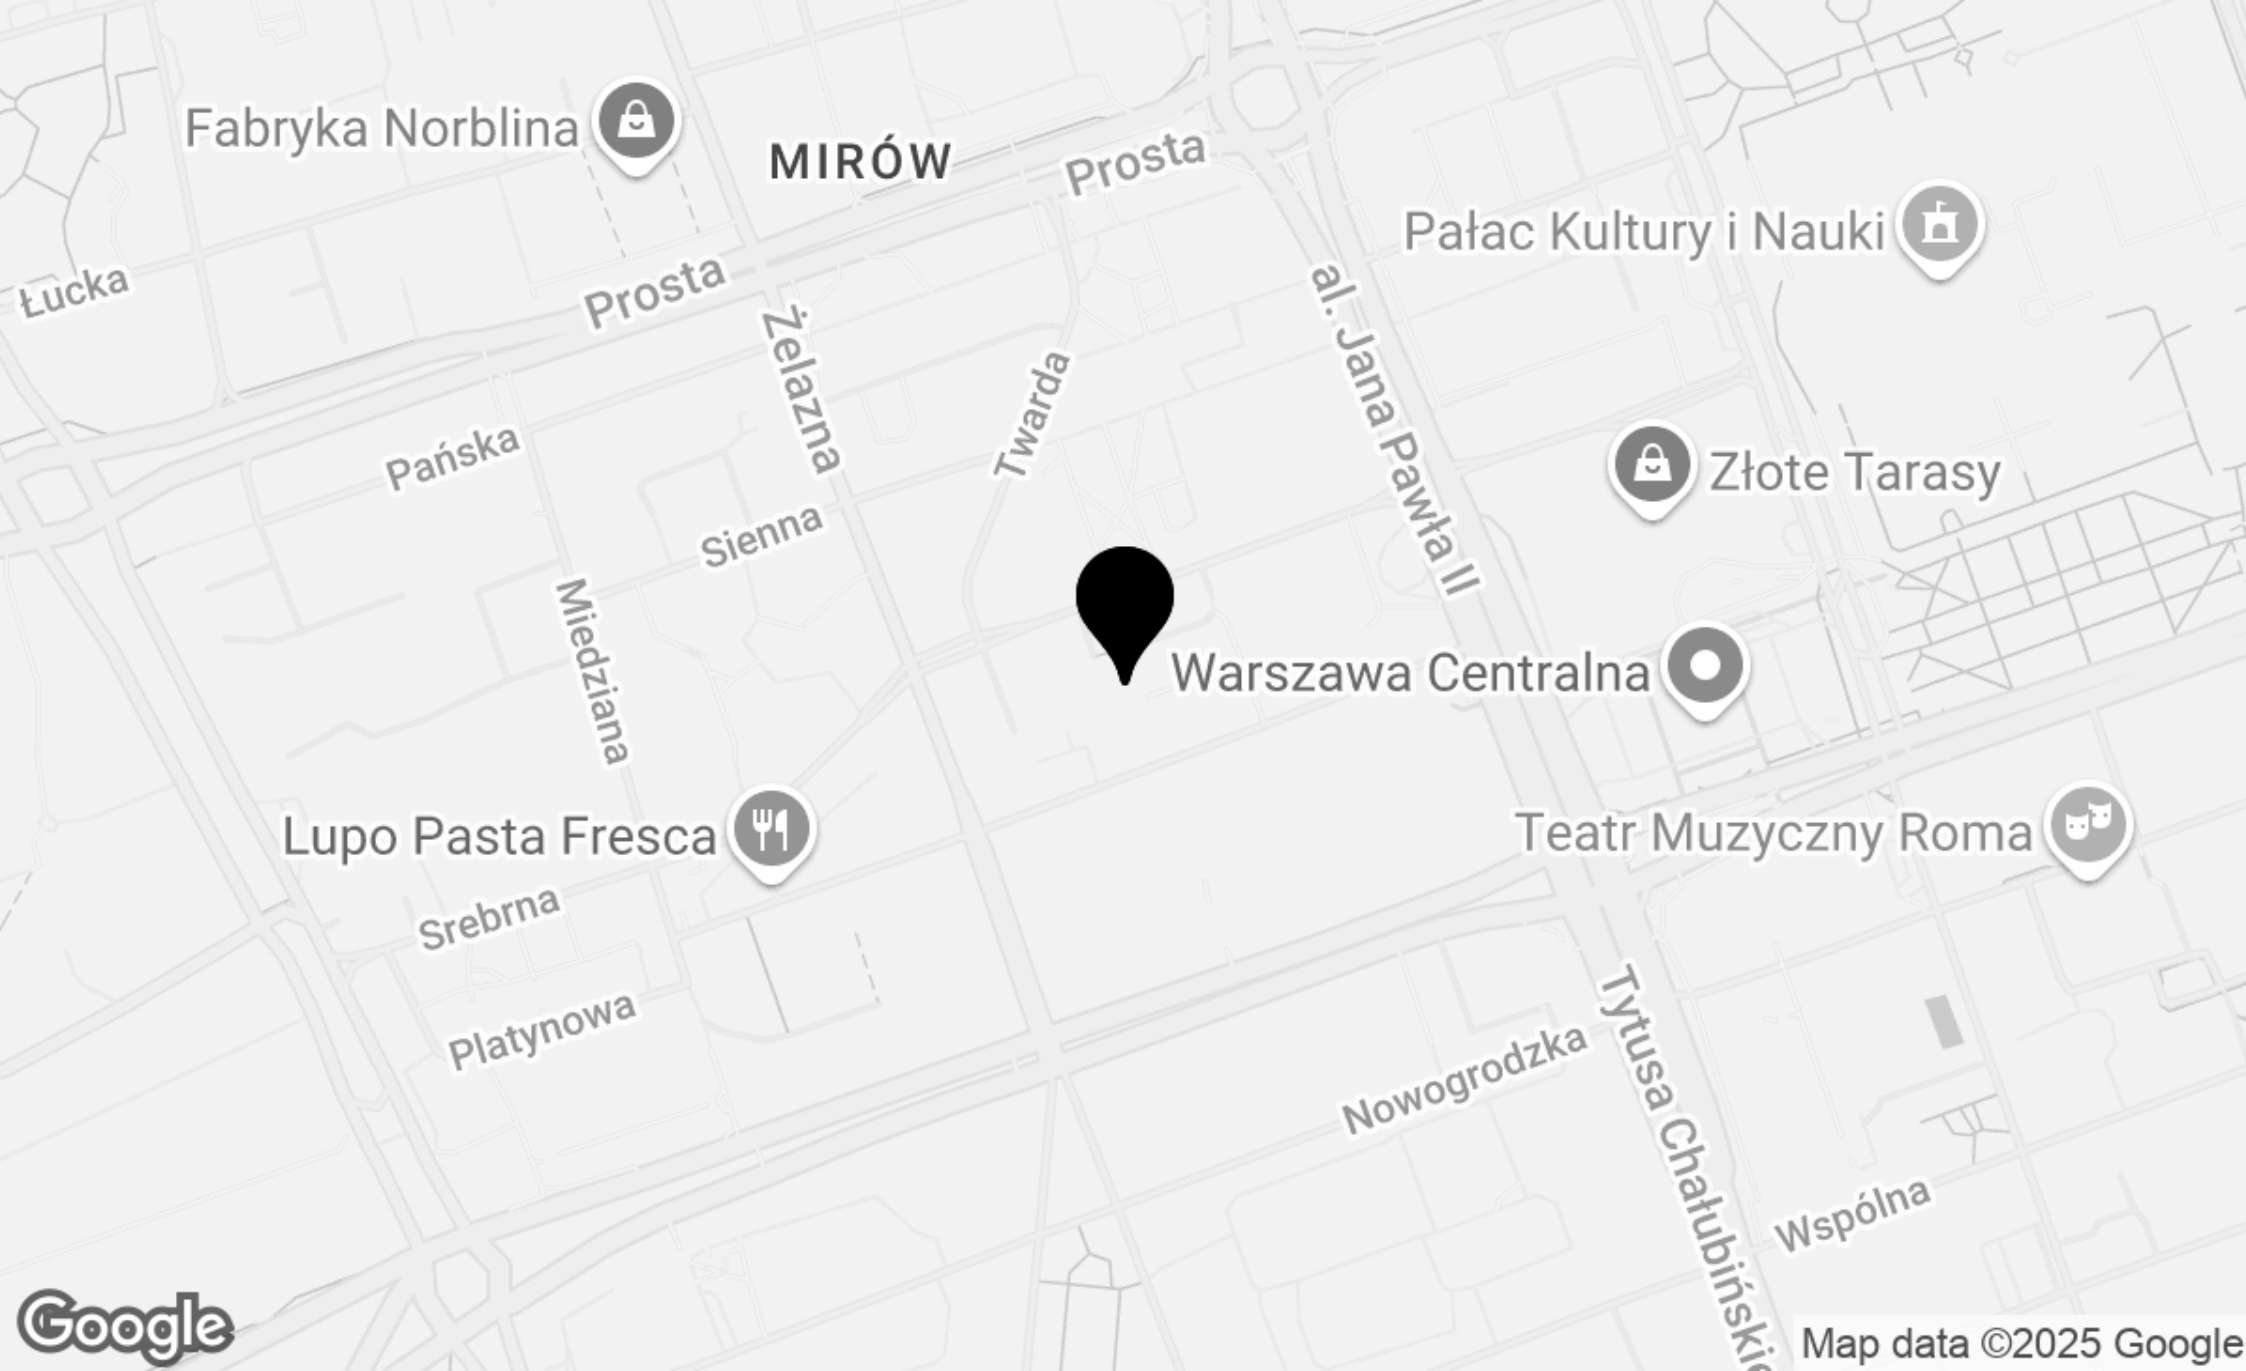 Fabryka Norblina
MIRÓW
Prosta
Pałac Kultury i Nauki
Łucka
Prosta
Żelazna
al. Jana Pawła II
Twarda
Pańska
Złote Tarasy
Sienna
Miedziana
Warszawa Centralna
Lupo Pasta Fresca
Teatr Muzyczny Roma
Srebrna
Platynowa
Nowogrodzka
Tytusa Chałubińskie
Wspólna
Google
Map data ©2025 Google